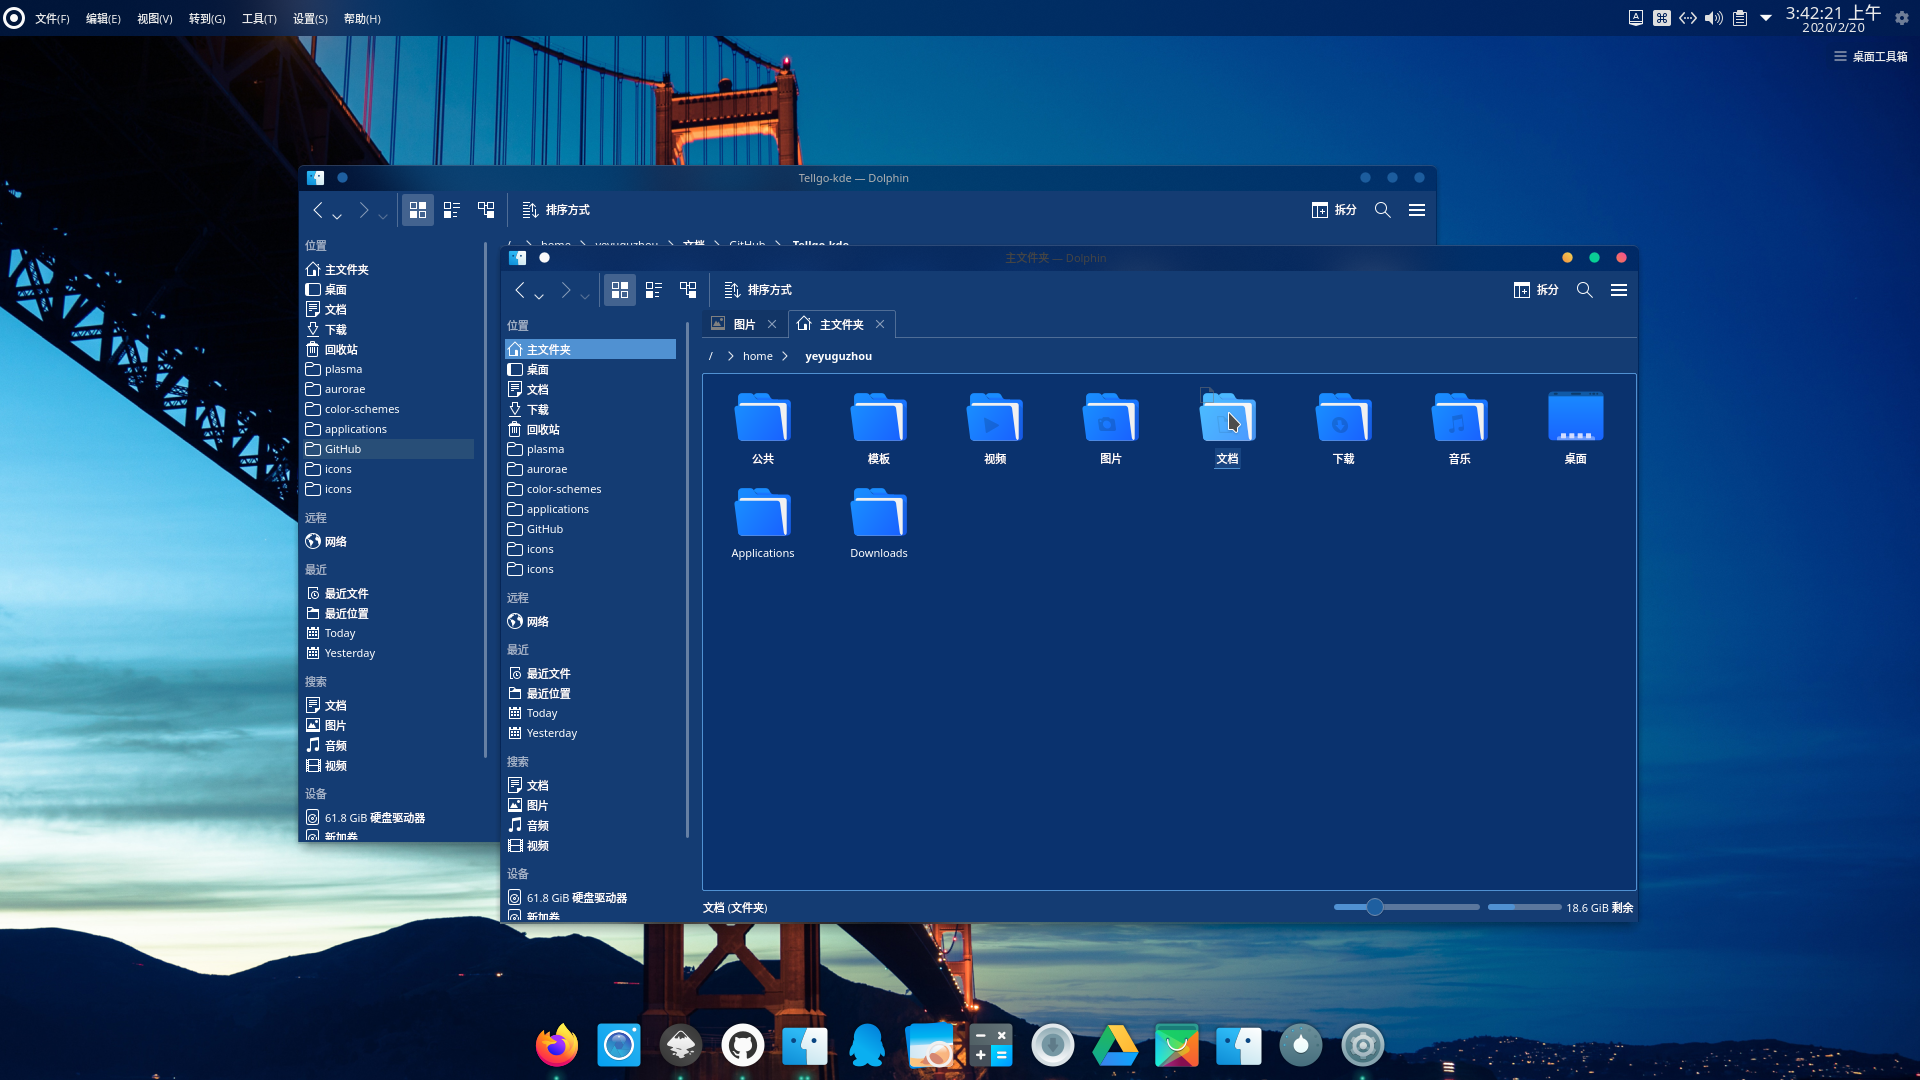 文件(F) 编辑(E) 视图(V) 转到(G) 工具(T) 设置(S) 帮助(H)
A
3:42:21 上午
2020/2/20
桌面工具箱
Tellgo-kde — Dolphin
排序方式
拆分
/ home yeyuguzhou 文档 GitHub Tellgo-kde
位置
主文件夹
桌面
文档
下载
回收站
plasma
aurorae
color-schemes
applications
GitHub
icons
icons
远程
网络
最近
最近文件
最近位置
Today
Yesterday
搜索
文档
图片
音频
视频
设备
61.8 GiB 硬盘驱动器
新加卷
主文件夹 — Dolphin
排序方式
拆分
位置
主文件夹
桌面
文档
下载
回收站
plasma
aurorae
color-schemes
applications
GitHub
icons
icons
远程
网络
最近
最近文件
最近位置
Today
Yesterday
搜索
文档
图片
音频
视频
设备
61.8 GiB 硬盘驱动器
新加卷
图片 主文件夹
/ home yeyuguzhou
公共 模板 视频 图片 文档 下载 音乐 桌面
Applications Downloads
文档 (文件夹)
18.6 GiB 剩余